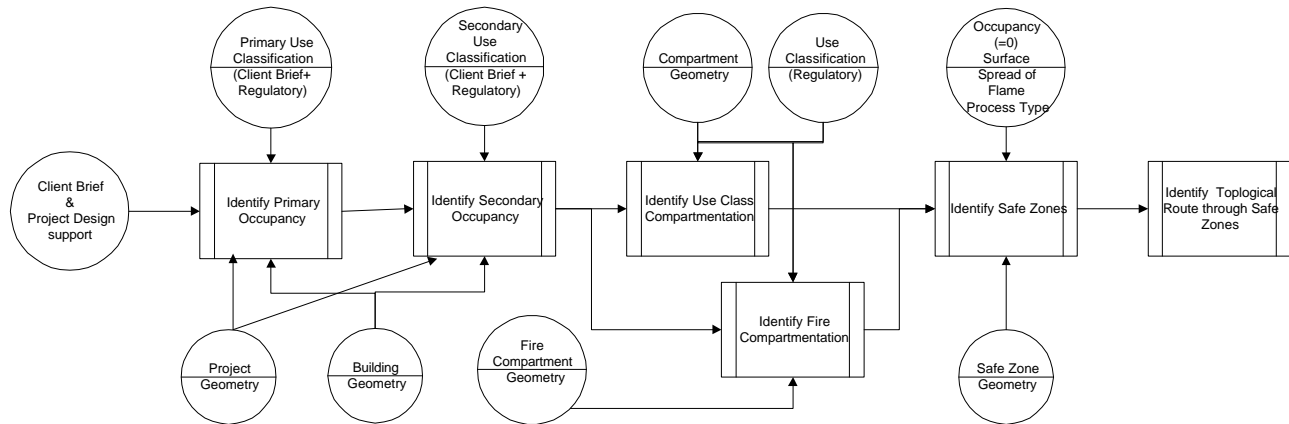 Primary Use
Classification
(Client Brief+
Regulatory)
Secondary
Use
Classification
(Client Brief +
Regulatory)
Compartment
Geometry
Use
Classification
(Regulatory)
Occupancy
(=0)
Surface
Spread of
Flame
Process Type
Client Brief
&
Project Design
support
Identify Primary
Occupancy
Identify Secondary
Occupancy
Identify Use Class
Compartmentation
Identify Safe Zones
Identify Toplogical
Route through Safe
Zones
Identify Fire
Compartmentation
Project
Geometry
Building
Geometry
Fire
Compartment
Geometry
Safe Zone
Geometry